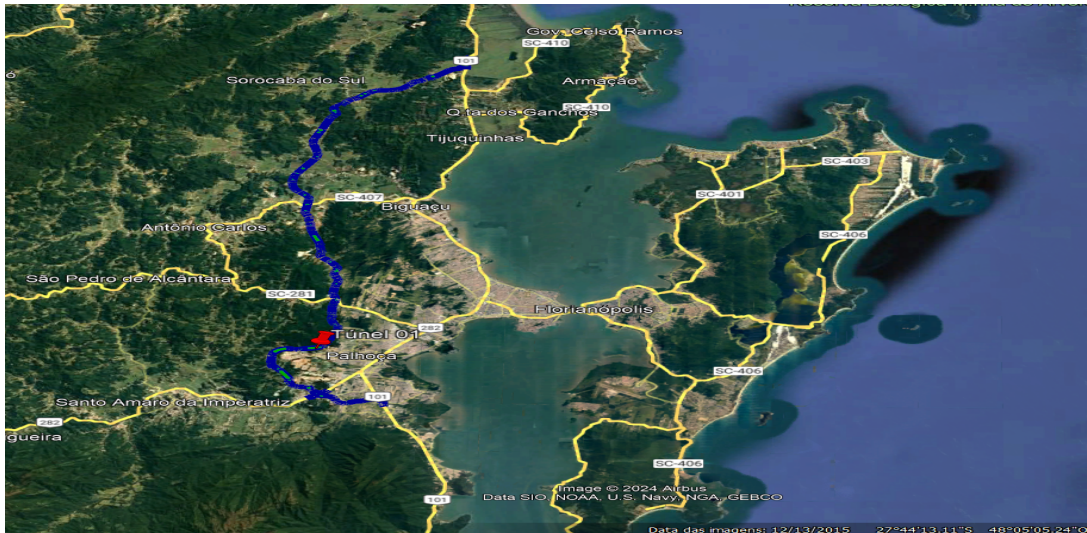 Gov. Celso Ramos
SC-410
101
Sorocaba do Sul
Armação
SC-410
Q.ta dos Ganchos
Tijuquinhas
SC-403
SC-401
SC-407
Biguaçu
Antônio Carlos
SC-406
São Pedro de Alcântara
SC-281
Florianópolis
282
Túnel 01
Palhoça
SC-406
Santo Amaro da Imperatriz
101
282
gueira
SC-406
Image © 2024 Airbus
Data SIO, NOAA, U.S. Navy, NGA, GEBCO
101
Data das imagens: 12/13/2015 27°44'13.11"S 48°05'05.24"O